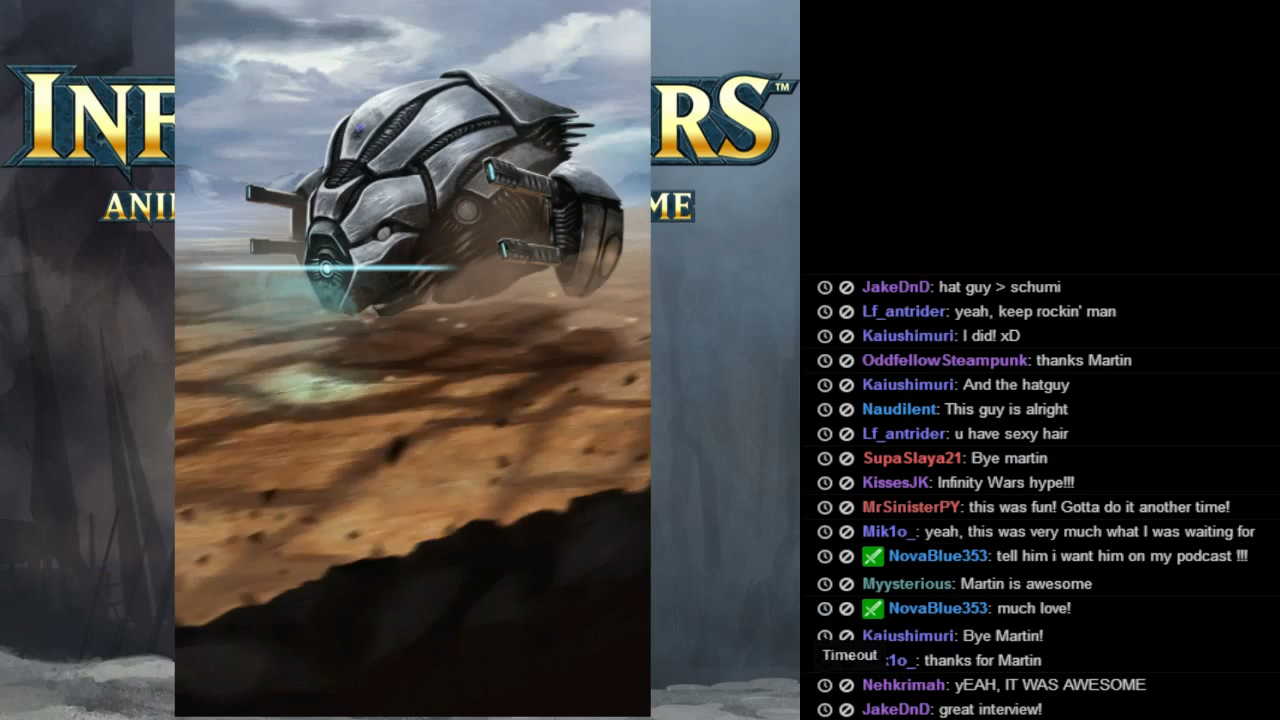 INF RS™
ANI ME
JakeDnD: hat guy > schumi
Lf_antrider: yeah, keep rockin' man
Kaiushimuri: I did! xD
OddfellowSteampunk: thanks Martin
Kaiushimuri: And the hatguy
Naudilent: This guy is alright
Lf_antrider: u have sexy hair
SupaSlaya21: Bye martin
KissesJK: Infinity Wars hype!!!
MrSinisterPY: this was fun! Gotta do it another time!
Mik1o_: yeah, this was very much what I was waiting for
NovaBlue353: tell him i want him on my podcast !!!
Myysterious: Martin is awesome
NovaBlue353: much love!
Kaiushimuri: Bye Martin!
Timeout
k1o_: thanks for Martin
Nehkrimah: yEAH, IT WAS AWESOME
JakeDnD: great interview!